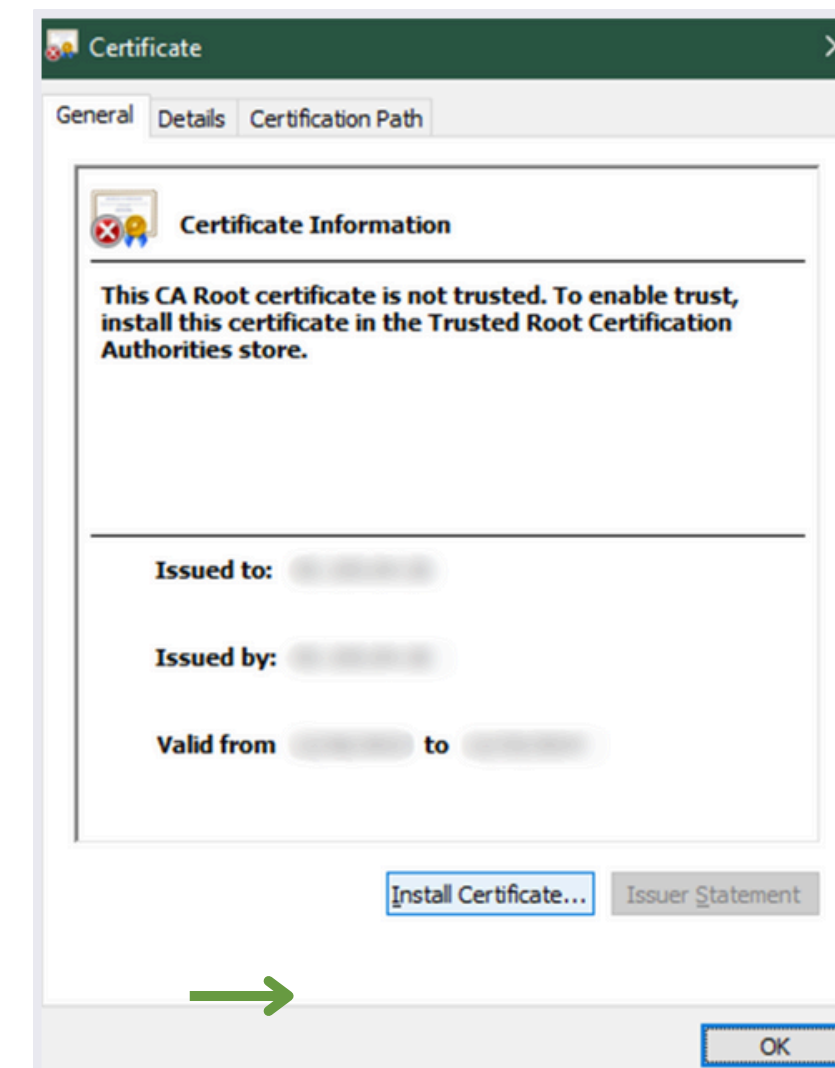 Certificate
General Details Certification Path
Certificate Information
This CA Root certificate is not trusted. To enable trust,
install this certificate in the Trusted Root Certification
Authorities store.
Issued to:
Issued by:
Valid from to
Install Certificate... Issuer Statement
OK